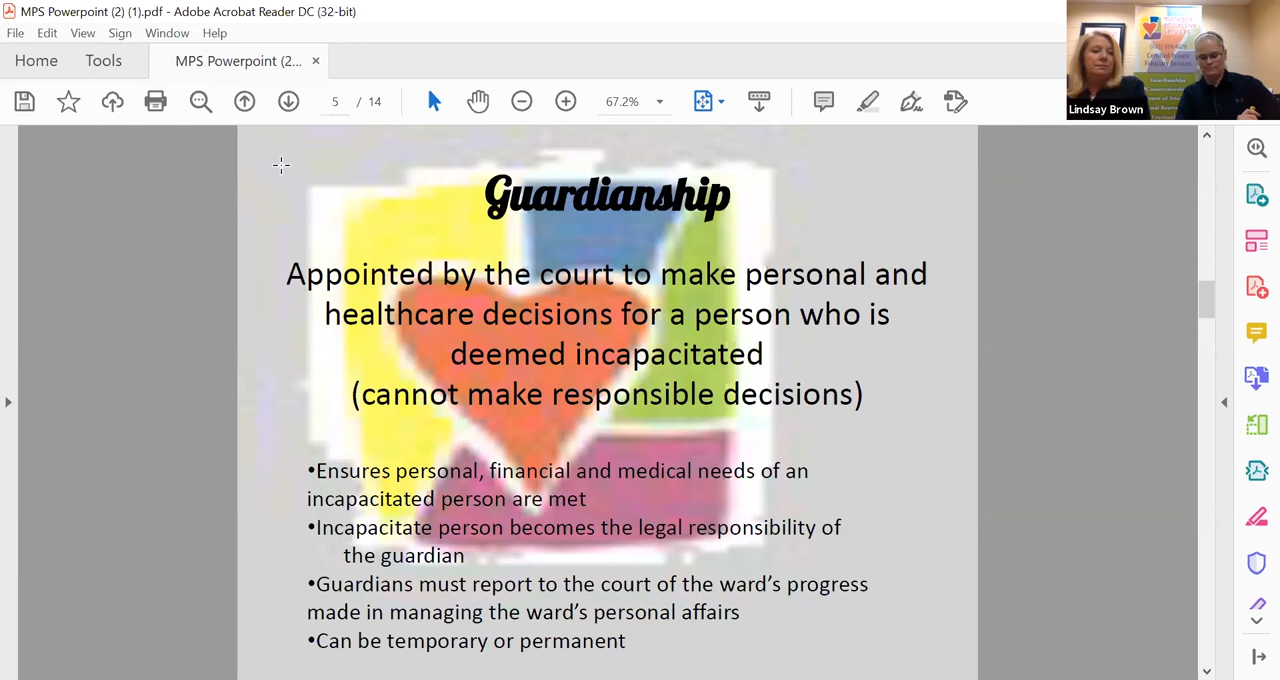 MPS Powerpoint (2) (1).pdf - Adobe Acrobat Reader DC (32-bit)
File Edit View Sign Window Help
Home Tools MPS Powerpoint (2... ×
5 / 14 67.2%
Lindsay Brown
Guardianship
Appointed by the court to make personal and
healthcare decisions for a person who is
deemed incapacitated
(cannot make responsible decisions)
•Ensures personal, financial and medical needs of an
incapacitated person are met
•Incapacitate person becomes the legal responsibility of
the guardian
•Guardians must report to the court of the ward’s progress
made in managing the ward’s personal affairs
•Can be temporary or permanent